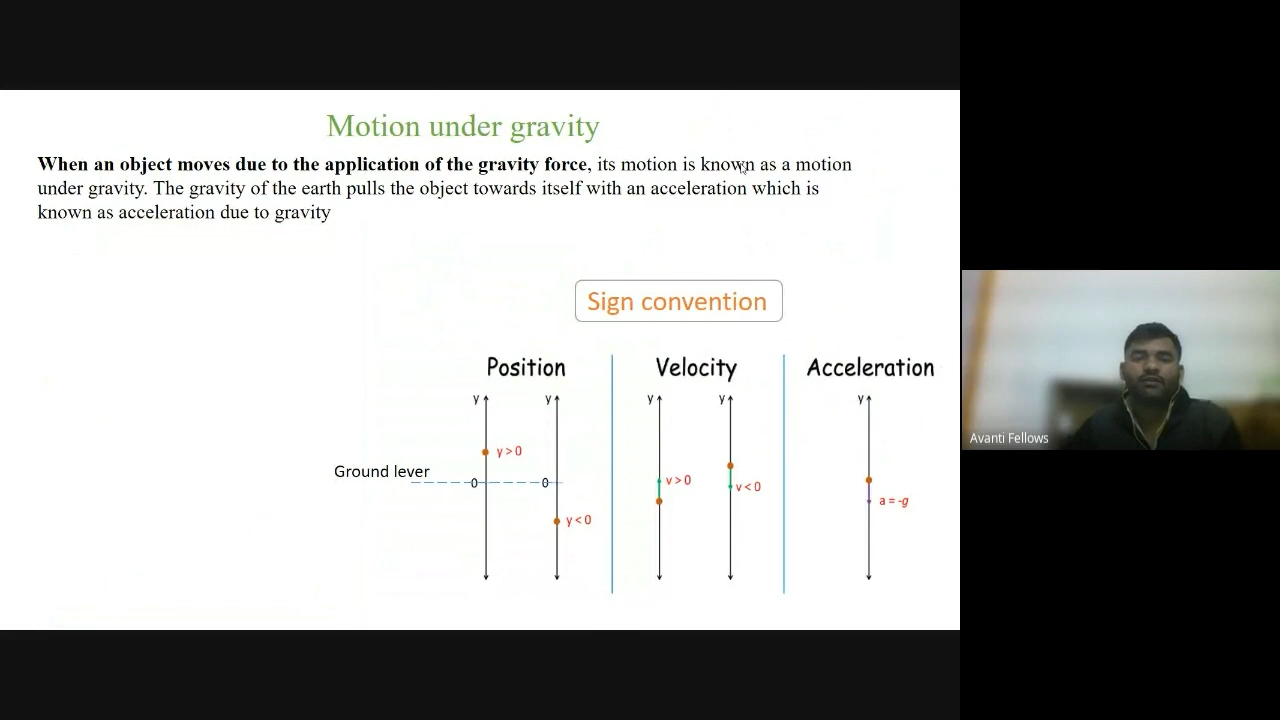 Motion under gravity
When an object moves due to the application of the gravity force, its motion is known as a motion
under gravity. The gravity of the earth pulls the object towards itself with an acceleration which is
known as acceleration due to gravity
Sign convention
Position
Velocity
Acceleration
y
y
y
y
y
y>0
Ground lever
0
0
y<0
v>0
v<0
a = -g
Avanti Fellows